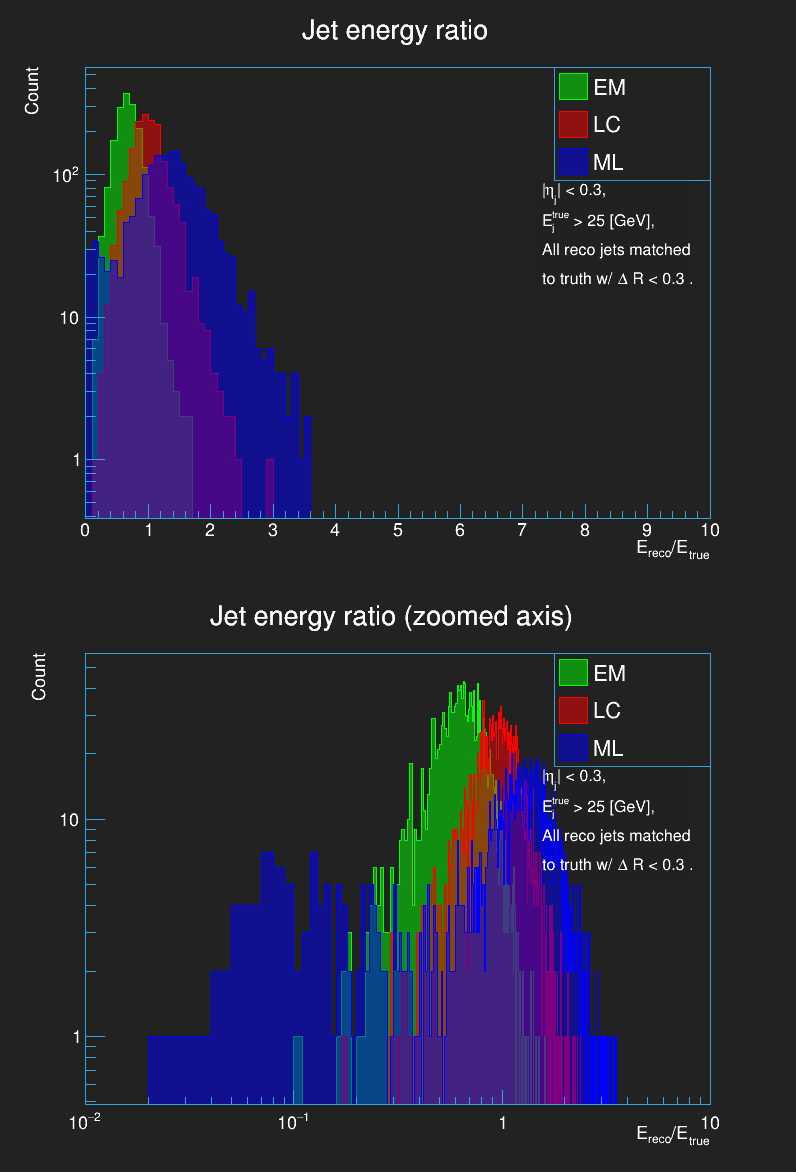 Jet energy ratio
Count
EM
LC
ML
|η_j| < 0.3,
E_j^true > 25 [GeV],
All reco jets matched
to truth w/ Δ R < 0.3 .
10²
10
1
0 1 2 3 4 5 6 7 8 9 10
E_reco/E_true
Jet energy ratio (zoomed axis)
Count
EM
LC
ML
|η_j| < 0.3,
E_j^true > 25 [GeV],
All reco jets matched
to truth w/ Δ R < 0.3 .
10
1
10⁻² 10⁻¹ 1 10
E_reco/E_true